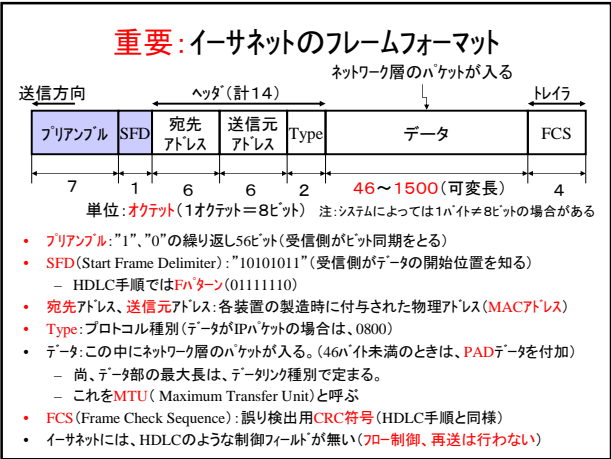 重要:イーサネットのフレームフォーマット
ネットワーク層のパケットが入る
送信方向 ヘッダ(計14) トレイラ
プリアンブル SFD 宛先アドレス 送信元アドレス Type データ FCS
7 1 6 6 2 46~1500(可変長) 4
単位:オクテット(1オクテット=8ビット) 注:システムによっては1バイト≠8ビットの場合がある
• プリアンブル:"1"、"0"の繰り返し56ビット(受信側がビット同期をとる)
• SFD(Start Frame Delimiter):"10101011"(受信側がデータの開始位置を知る)
– HDLC手順ではFパターン(01111110)
• 宛先アドレス、送信元アドレス:各装置の製造時に付与された物理アドレス(MACアドレス)
• Type:プロトコル種別(データがIPパケットの場合は、0800)
• データ:この中にネットワーク層のパケットが入る。(46バイト未満のときは、PADデータを付加)
– 尚、データ部の最大長は、データリンク種別で定まる。
– これをMTU( Maximum Transfer Unit)と呼ぶ
• FCS(Frame Check Sequence):誤り検出用CRC符号(HDLC手順と同様)
• イーサネットには、HDLCのような制御フィールドが無い(フロー制御、再送は行わない)